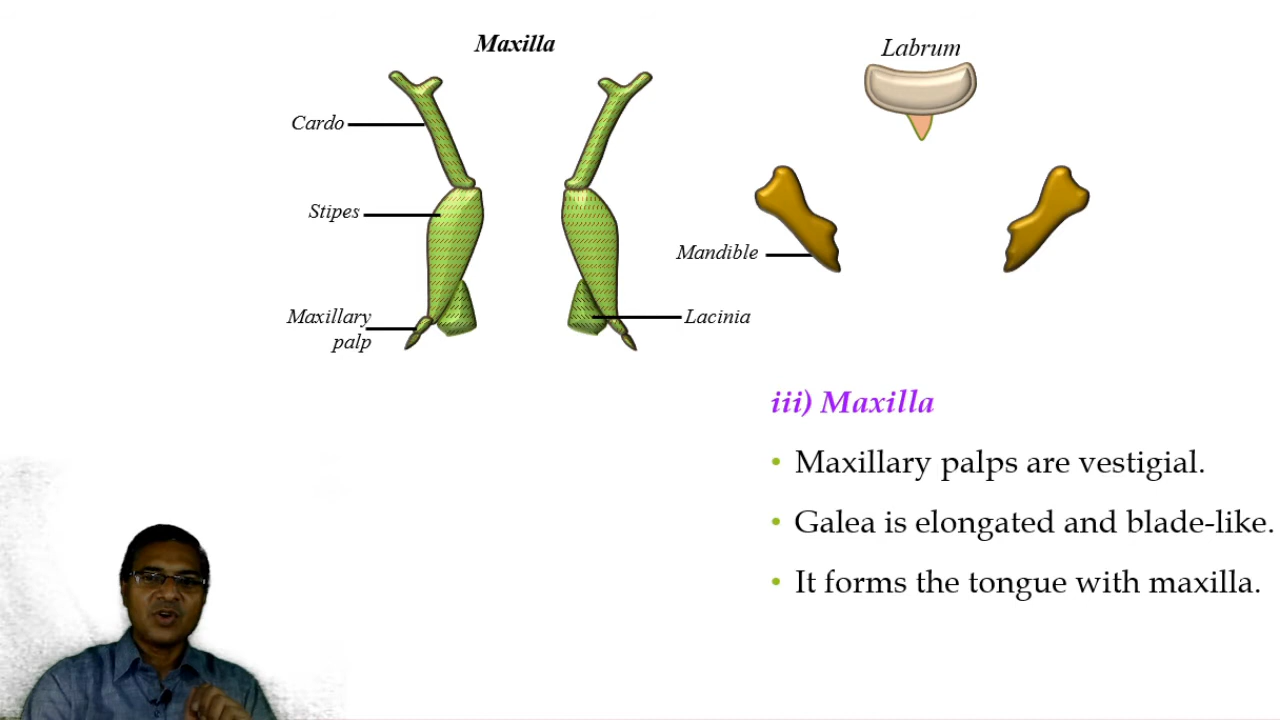 Maxilla
Labrum
Cardo
Stipes
Mandible
Maxillary
palp
Lacinia
iii) Maxilla
• Maxillary palps are vestigial.
• Galea is elongated and blade-like.
• It forms the tongue with maxilla.